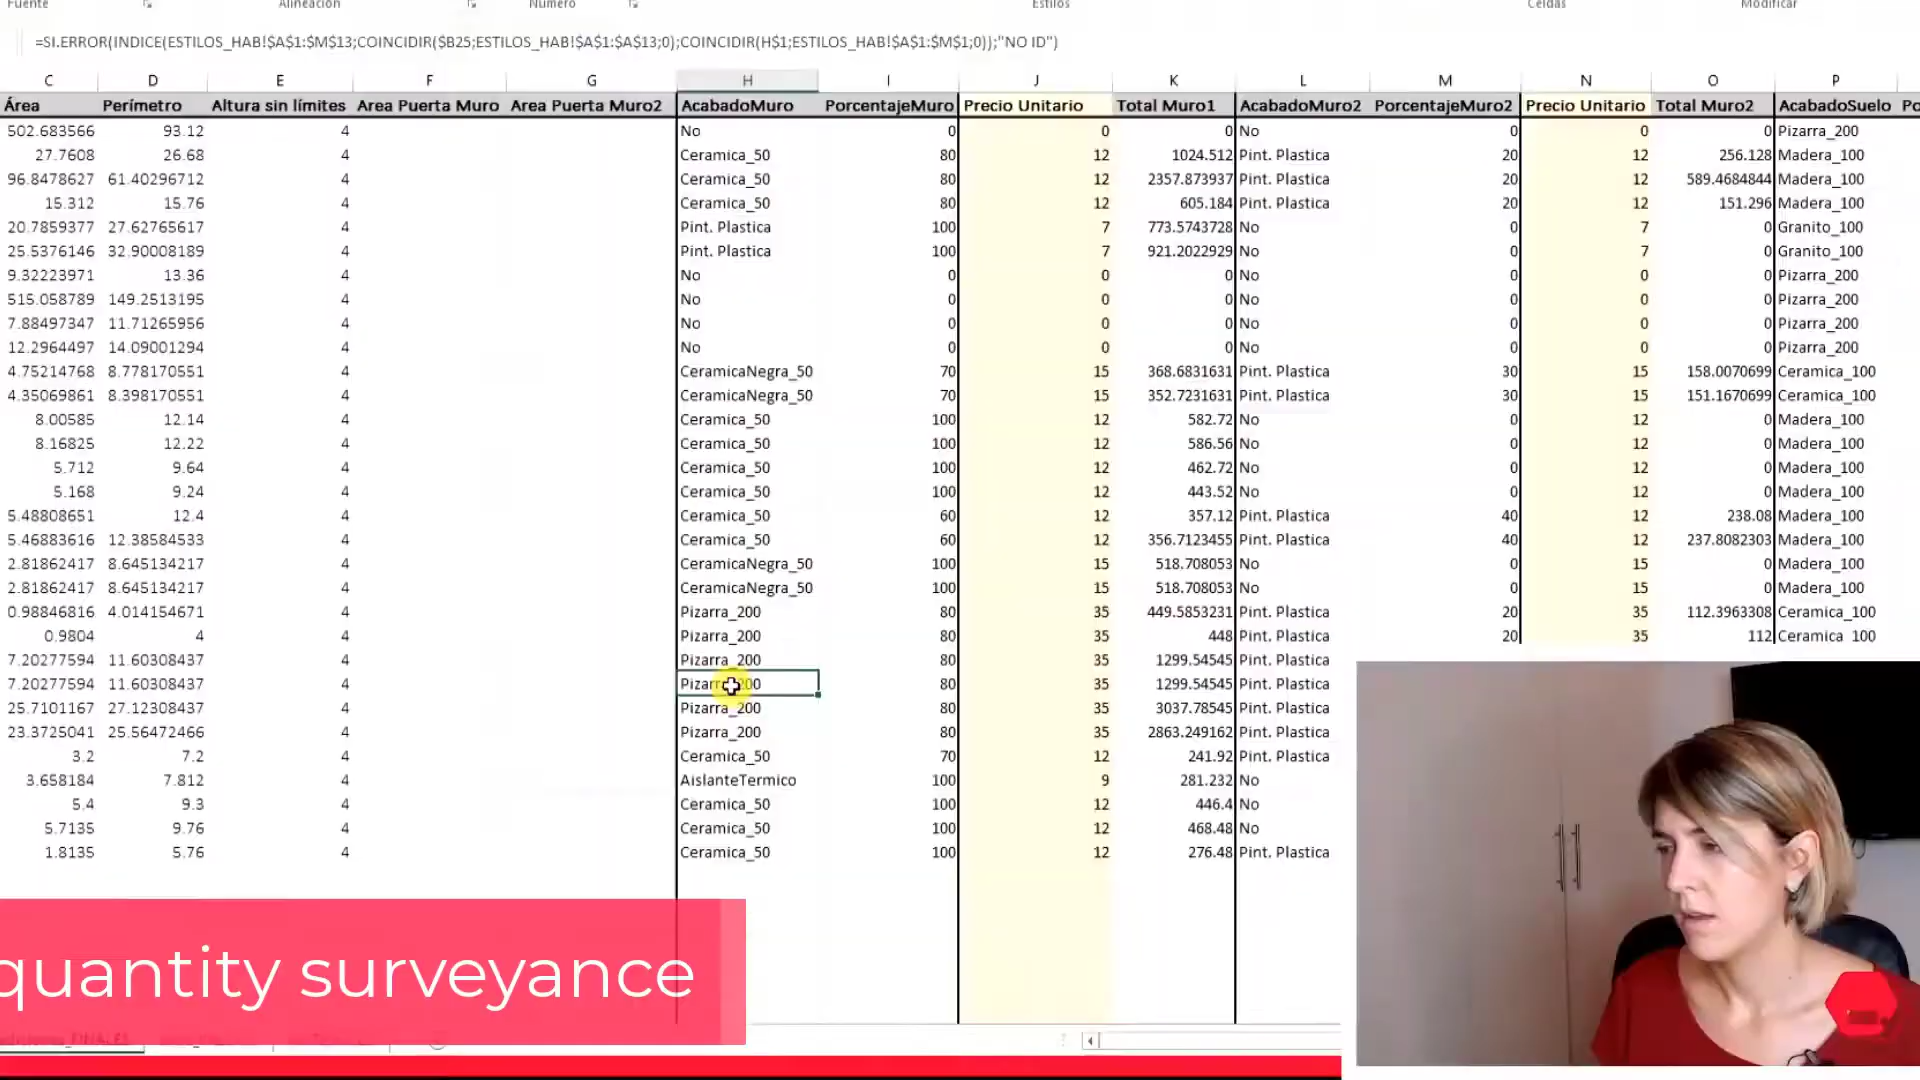 Fuente Alineación Número Estilos Celdas Modificar
=SI.ERROR(INDICE(ESTILOS_HAB!$A$1:$M$13;COINCIDIR($B25;ESTILOS_HAB!$A$1:$A$13;0);COINCIDIR(H$1;ESTILOS_HAB!$A$1:$M$1;0));"NO ID")
C D E F G H I J K L M N O P
Área Perímetro Altura sin límites Area Puerta Muro Area Puerta Muro2 AcabadoMuro PorcentajeMuro Precio Unitario Total Muro1 AcabadoMuro2 PorcentajeMuro2 Precio Unitario Total Muro2 AcabadoSuelo Po
502.683566 93.12 4 No 0 0 0 No 0 0 0 Pizarra_200
27.7608 26.68 4 Ceramica_50 80 12 1024.512 Pint. Plastica 20 12 256.128 Madera_100
96.8478627 61.40296712 4 Ceramica_50 80 12 2357.873937 Pint. Plastica 20 12 589.4684844 Madera_100
15.312 15.76 4 Ceramica_50 80 12 605.184 Pint. Plastica 20 12 151.296 Madera_100
20.7859377 27.62765617 4 Pint. Plastica 100 7 773.5743728 No 0 7 0 Granito_100
25.5376146 32.90008189 4 Pint. Plastica 100 7 921.2022929 No 0 7 0 Granito_100
9.32223971 13.36 4 No 0 0 0 No 0 0 0 Pizarra_200
515.058789 149.2513195 4 No 0 0 0 No 0 0 0 Pizarra_200
7.88497347 11.71265956 4 No 0 0 0 No 0 0 0 Pizarra_200
12.2964497 14.09001294 4 No 0 0 0 No 0 0 0 Pizarra_200
4.75214768 8.778170551 4 CeramicaNegra_50 70 15 368.6831631 Pint. Plastica 30 15 158.0070699 Ceramica_100
4.35069861 8.398170551 4 CeramicaNegra_50 70 15 352.7231631 Pint. Plastica 30 15 151.1670699 Ceramica_100
8.00585 12.14 4 Ceramica_50 100 12 582.72 No 0 12 0 Madera_100
8.16825 12.22 4 Ceramica_50 100 12 586.56 No 0 12 0 Madera_100
5.712 9.64 4 Ceramica_50 100 12 462.72 No 0 12 0 Madera_100
5.168 9.24 4 Ceramica_50 100 12 443.52 No 0 12 0 Madera_100
5.48808651 12.4 4 Ceramica_50 60 12 357.12 Pint. Plastica 40 12 238.08 Madera_100
5.46883616 12.38584533 4 Ceramica_50 60 12 356.7123455 Pint. Plastica 40 12 237.8082303 Madera_100
2.81862417 8.645134217 4 CeramicaNegra_50 100 15 518.708053 No 0 15 0 Madera_100
2.81862417 8.645134217 4 CeramicaNegra_50 100 15 518.708053 No 0 15 0 Madera_100
0.98846816 4.014154671 4 Pizarra_200 80 35 449.5853231 Pint. Plastica 20 35 112.3963308 Ceramica_100
0.9804 4 4 Pizarra_200 80 35 448 Pint. Plastica 20 35 112 Ceramica 100
7.20277594 11.60308437 4 Pizarra_200 80 35 1299.54545 Pint. Plastica
7.20277594 11.60308437 4 Pizarra_200 80 35 1299.54545 Pint. Plastica
25.7101167 27.12308437 4 Pizarra_200 80 35 3037.78545 Pint. Plastica
23.3725041 25.56472466 4 Pizarra_200 80 35 2863.249162 Pint. Plastica
3.2 7.2 4 Ceramica_50 70 12 241.92 Pint. Plastica
3.658184 7.812 4 AislanteTermico 100 9 281.232 No
5.4 9.3 4 Ceramica_50 100 12 446.4 No
5.7135 9.76 4 Ceramica_50 100 12 468.48 No
1.8135 5.76 4 Ceramica_50 100 12 276.48 Pint. Plastica
quantity surveyance